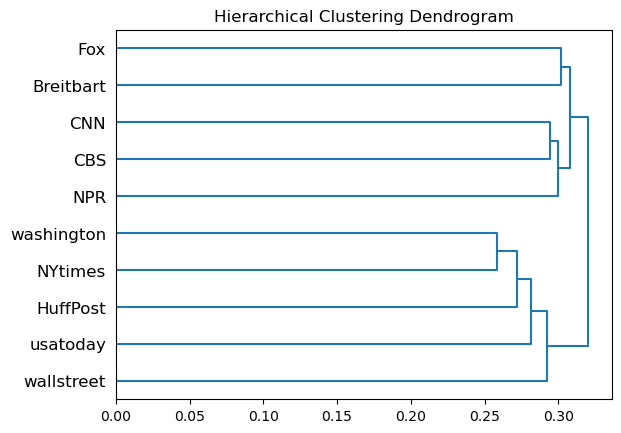 Hierarchical Clustering Dendrogram
Fox
Breitbart
CNN
CBS
NPR
washington
NYtimes
HuffPost
usatoday
wallstreet
0.00 0.05 0.10 0.15 0.20 0.25 0.30